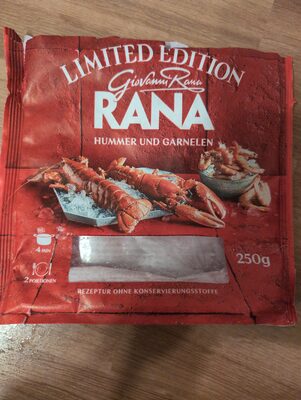 LIMITED EDITION
Giovanni Rana
RANA
HUMMER UND GARNELEN
4 min
250g
2 PORTIONEN
REZEPTUR OHNE KONSERVIERUNGSSTOFFE